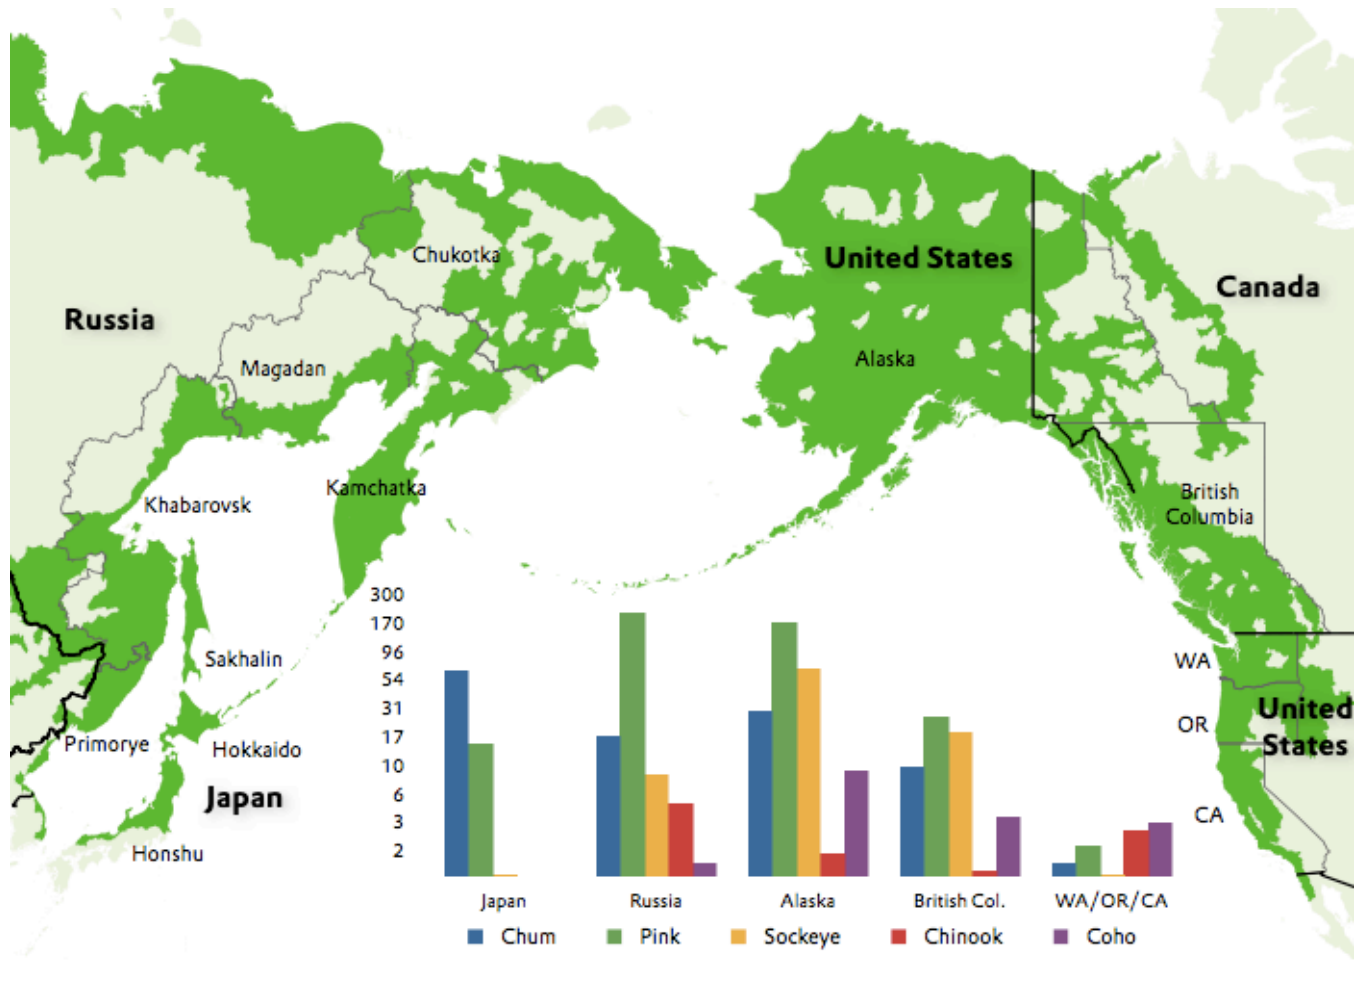 Chukotka
United States
Canada
Russia
Alaska
Magadan
Kamchatka
British
Columbia
Khabarovsk
Sakhalin
WA
OR
United
States
Primorye
Hokkaido
Japan
CA
Honshu
300
170
96
54
31
17
10
6
3
2
Japan
Russia
Alaska
British Col.
WA/OR/CA
Chum
Pink
Sockeye
Chinook
Coho